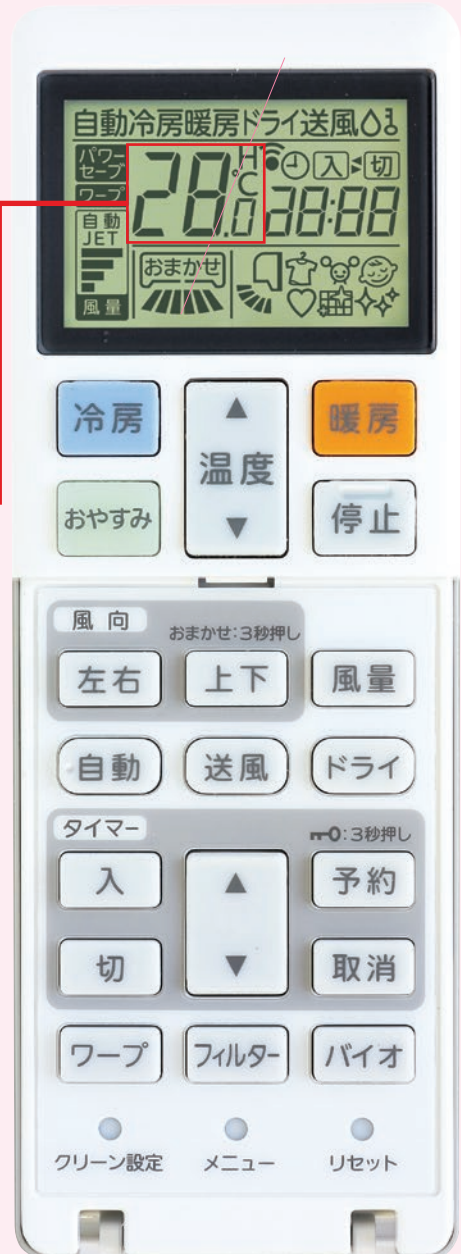 自動冷房暖房ドライ送風
パワーセーブ
28.0℃H
入 切
ワープ
88:88
自動
JET
おまかせ
風量
冷房 ▲ 暖房
温度
おやすみ ▼ 停止
風向
おまかせ:3秒押し
左右 上下 風量
自動 送風 ドライ
タイマー
:3秒押し
入 ▲ 予約
切 ▼ 取消
ワープ フィルター バイオ
クリーン設定 メニュー リセット